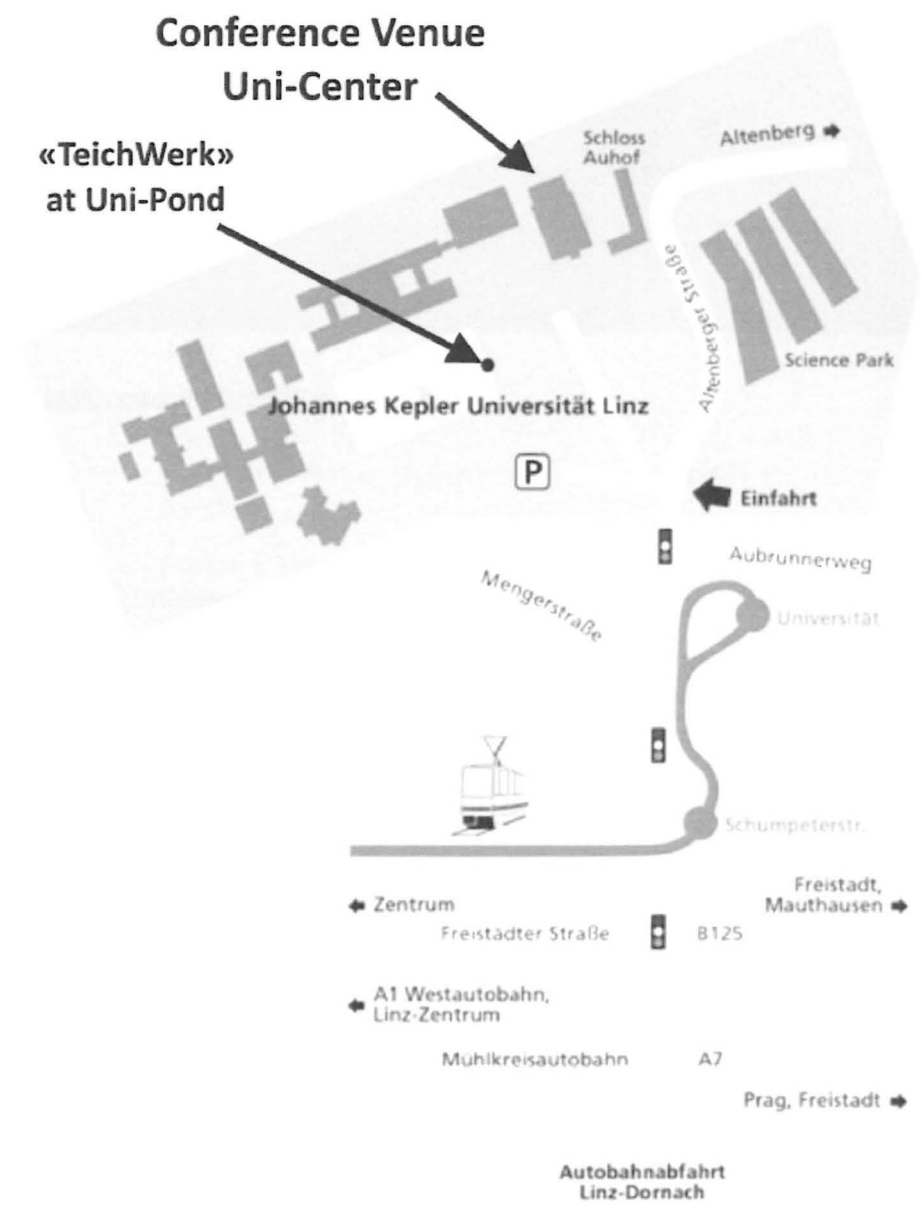 Conference Venue
Uni-Center
«TeichWerk»
at Uni-Pond
Schloss
Auhof
Altenberg
Altenberger Straße
Science Park
Johannes Kepler Universität Linz
P
Einfahrt
Aubrunnerweg
Mengerstraße
Universität
Schumpeterstr.
Freistadt,
Mauthausen
Zentrum
Freistädter Straße
B125
A1 Westautobahn,
Linz-Zentrum
Mühlkreisautobahn
A7
Prag, Freistadt
Autobahnabfahrt
Linz-Dornach